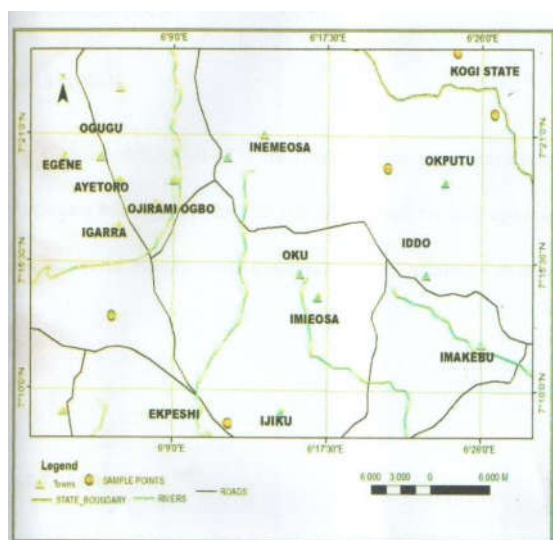 6°9'0"E 6°17'30"E 6°26'0"E
KOGI STATE
7°21'0"N 7°21'0"N
OGUGU
INEMEOSA
EGENE
OKPUTU
AYETORO
OJIRAMI OGBO
IGARRA
IDDO
OKU
7°15'30"N 7°15'30"N
IMIEOSA
IMAKEBU
7°10'0"N 7°10'0"N
EKPESHI
IJIKU
6°9'0"E 6°17'30"E 6°26'0"E
Legend
Towns SAMPLE POINTS
STATE_BOUNDARY RIVERS ROADS
6,000 3,000 0 6,000 M